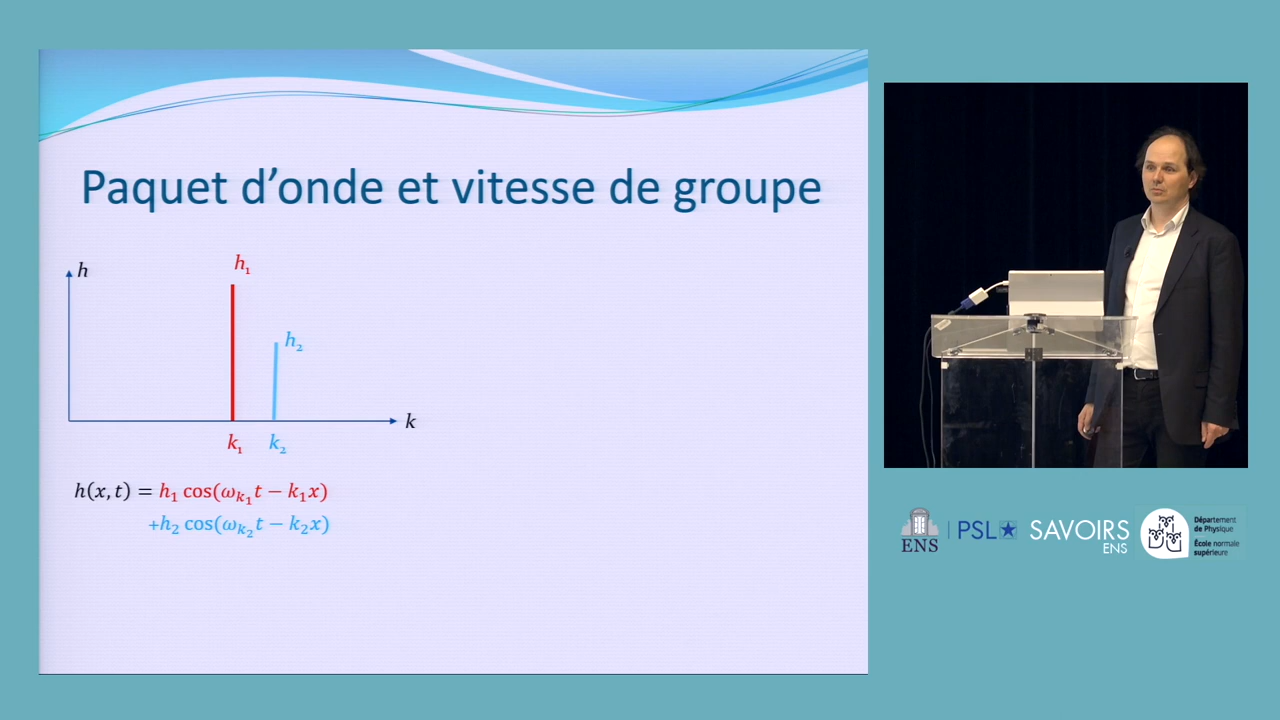 Paquet d’onde et vitesse de groupe
h
h₁
h₂
k
k₁ k₂
h(x, t) = h₁ cos(ω_{k₁}t − k₁x)
+h₂ cos(ω_{k₂}t − k₂x)
ENS
PSL
SAVOIRS
ENS
Département
de Physique
École normale
supérieure